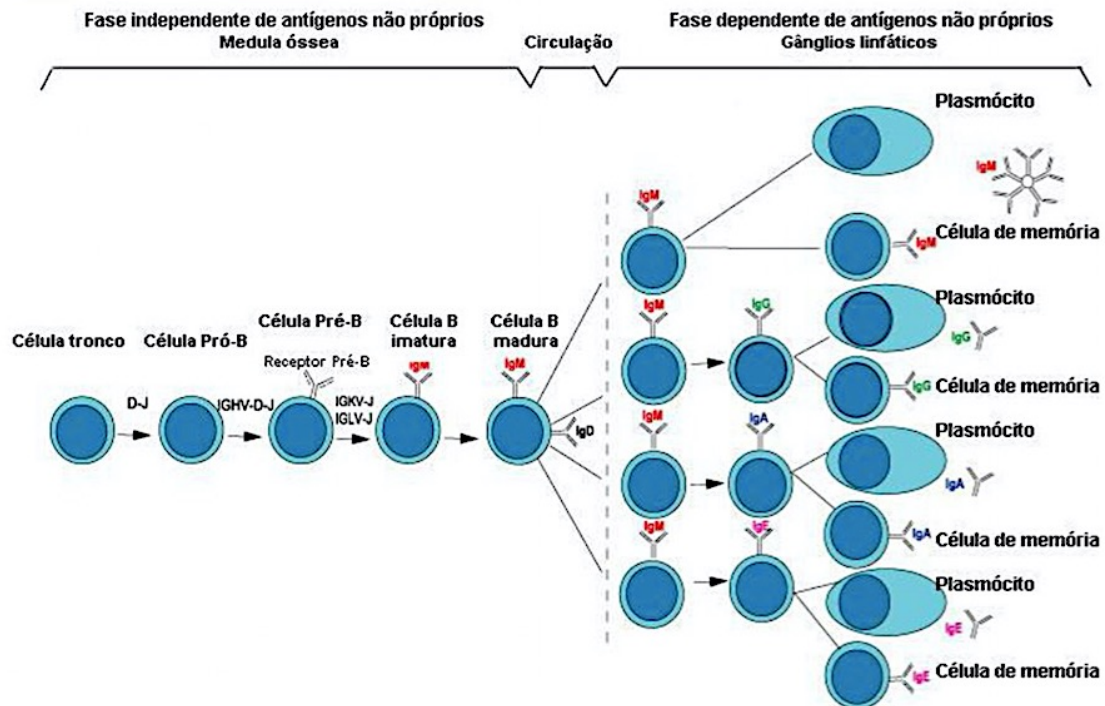 Fase independente de antígenos não próprios
Medula óssea
Circulação
Fase dependente de antígenos não próprios
Gânglios linfáticos
Célula tronco
D-J
Célula Pró-B
IGHV-D-J
Célula Pré-B
Receptor Pré-B
IGKV-J
IGLV-J
Célula B
imatura
IgM
Célula B
madura
IgM
IgD
IgM
Plasmócito
IgM
Célula de memória
IgM
IgM
IgG
Plasmócito
IgG
Célula de memória
IgG
IgM
IgA
Plasmócito
IgA
Célula de memória
IgA
IgM
IgE
Plasmócito
IgE
Célula de memória
IgE